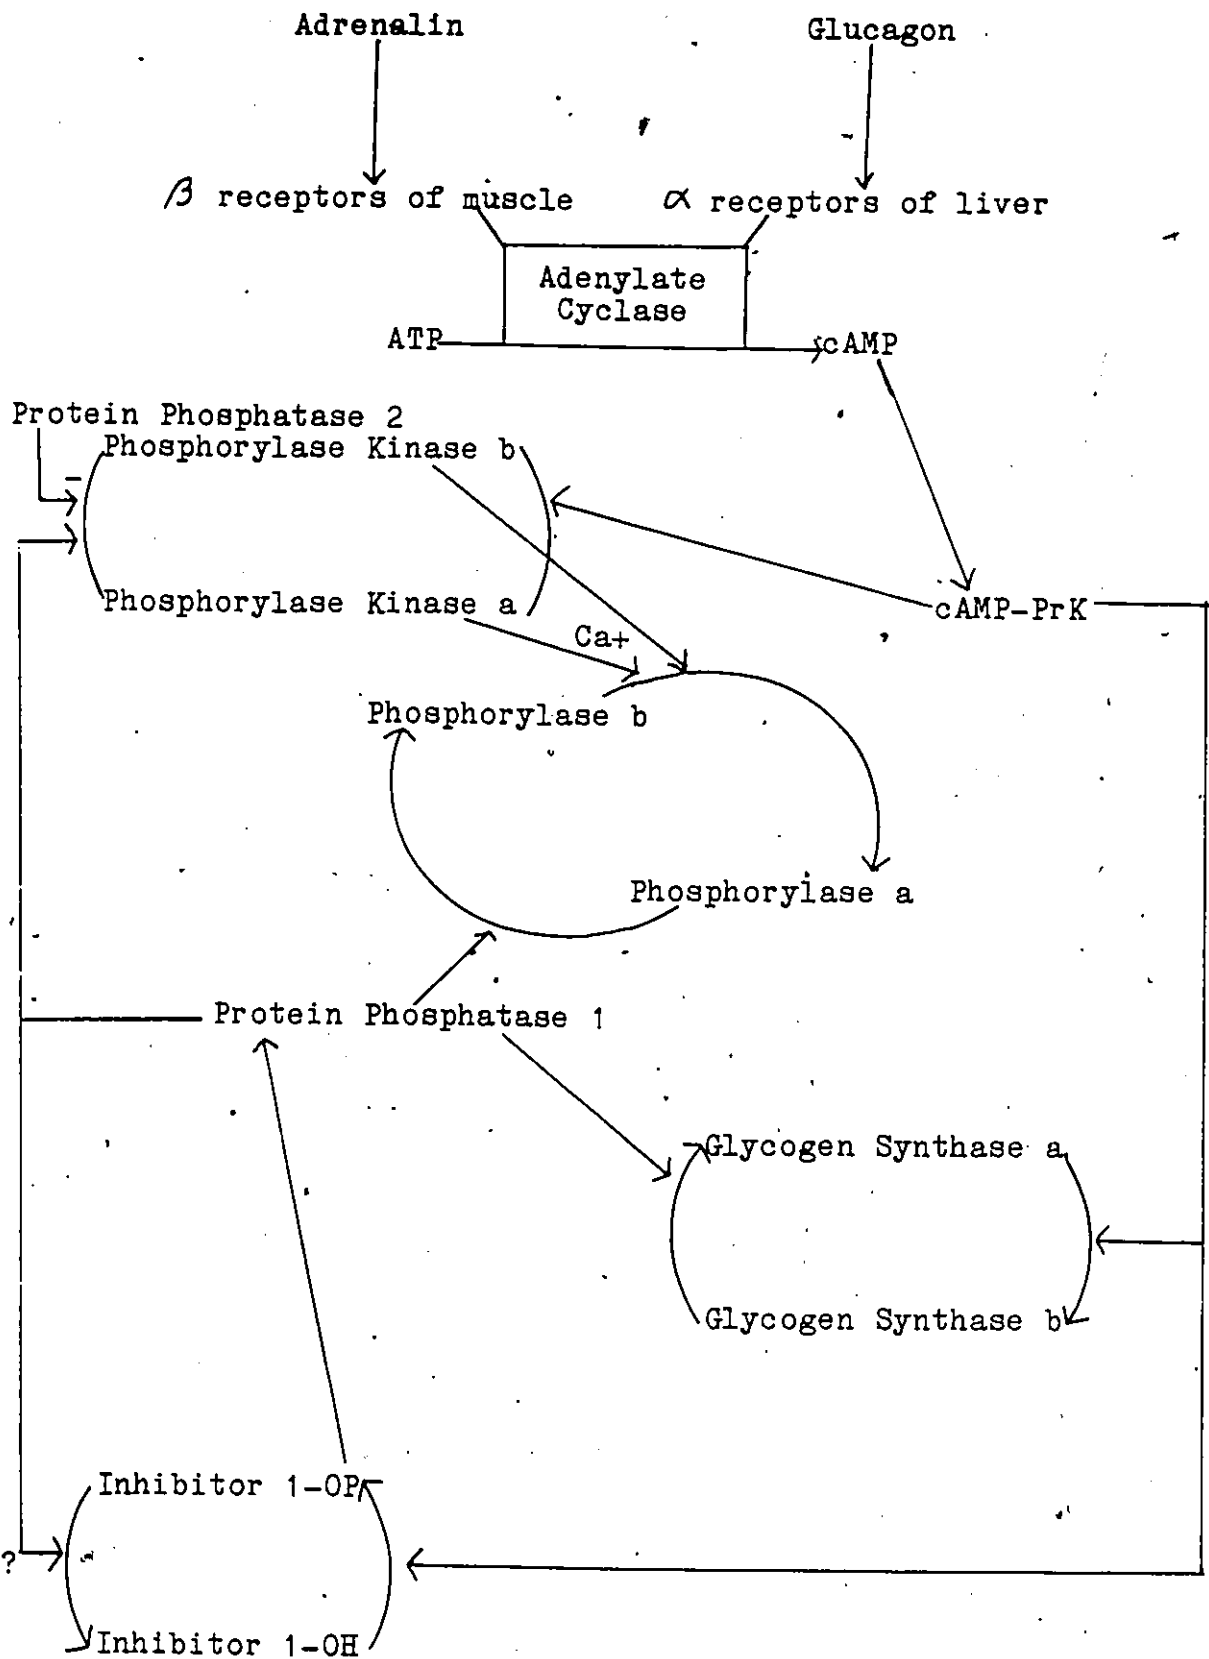 Adrenalin
Glucagon
β receptors of muscle
α receptors of liver
Adenylate
Cyclase
ATP
cAMP
Protein Phosphatase 2
Phosphorylase Kinase b
-
Phosphorylase Kinase a
cAMP-PrK
Ca+
Phosphorylase b
Phosphorylase a
Protein Phosphatase 1
Glycogen Synthase a
Glycogen Synthase b
Inhibitor 1-OP
?
Inhibitor 1-OH